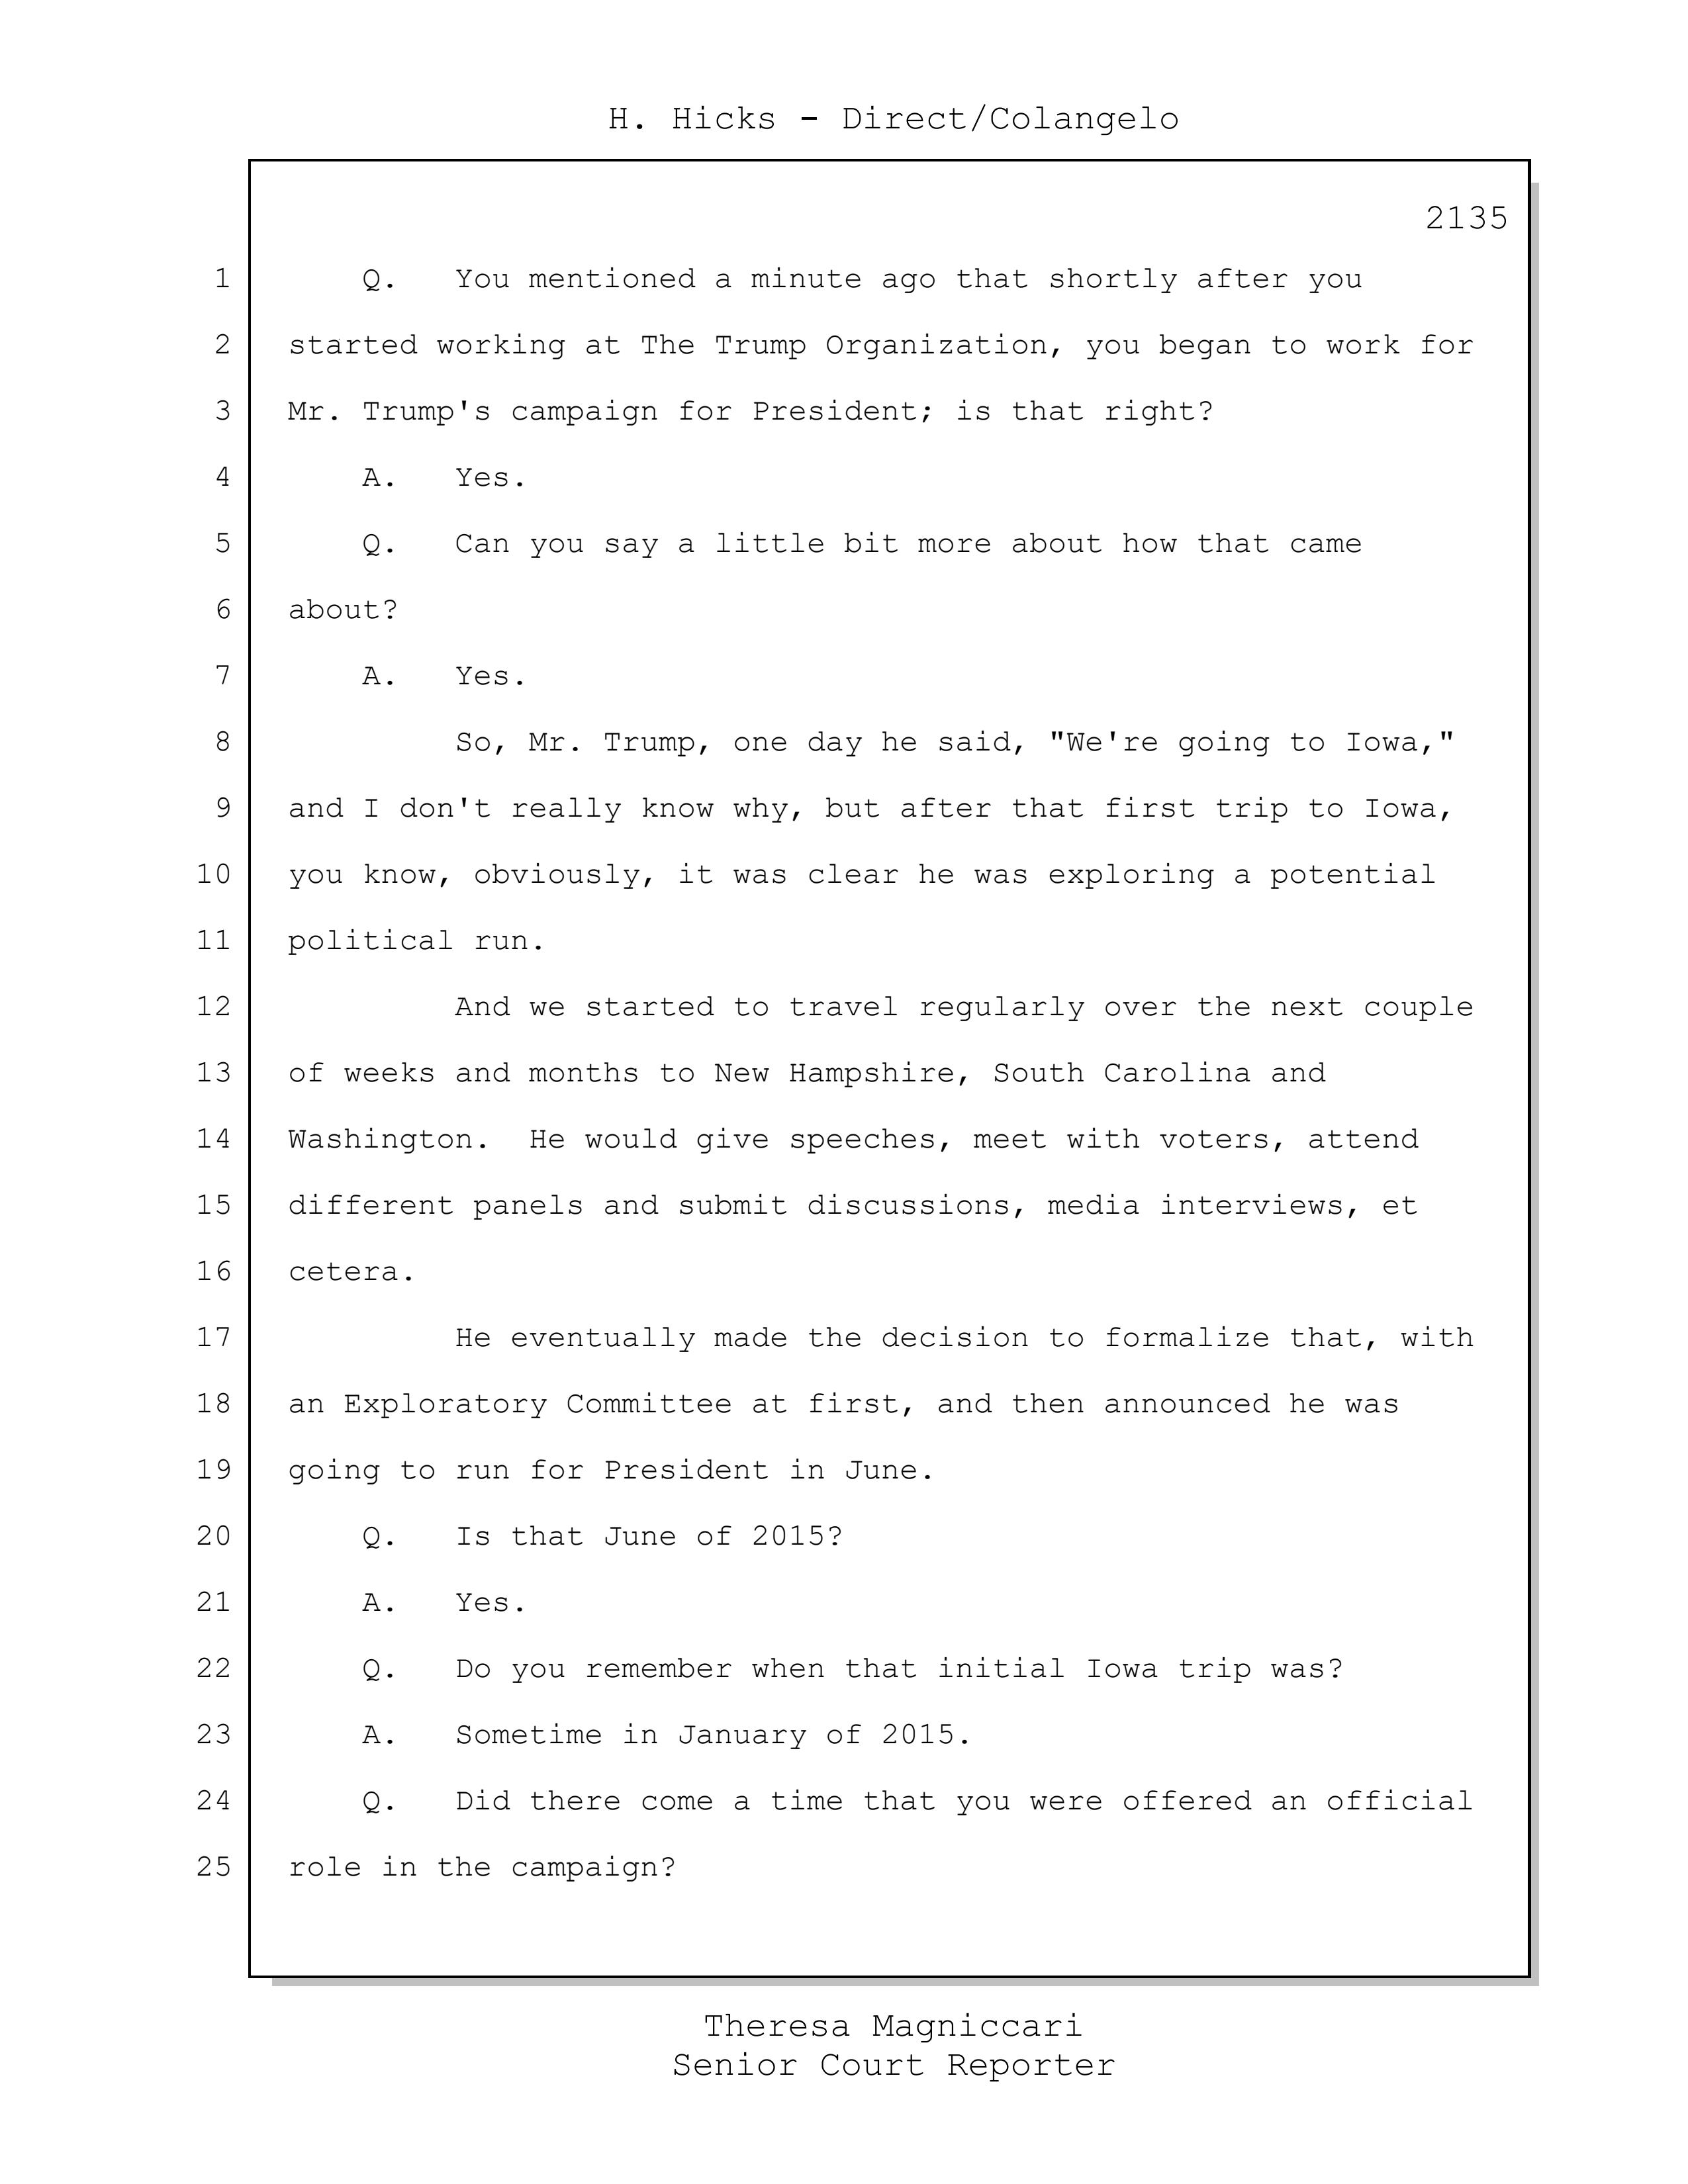 H. Hicks - Direct/Colangelo
2135
1 Q. You mentioned a minute ago that shortly after you
2 started working at The Trump Organization, you began to work for
3 Mr. Trump's campaign for President; is that right?
4 A. Yes.
5 Q. Can you say a little bit more about how that came
6 about?
7 A. Yes.
8 So, Mr. Trump, one day he said, "We're going to Iowa,"
9 and I don't really know why, but after that first trip to Iowa,
10 you know, obviously, it was clear he was exploring a potential
11 political run.
12 And we started to travel regularly over the next couple
13 of weeks and months to New Hampshire, South Carolina and
14 Washington. He would give speeches, meet with voters, attend
15 different panels and submit discussions, media interviews, et
16 cetera.
17 He eventually made the decision to formalize that, with
18 an Exploratory Committee at first, and then announced he was
19 going to run for President in June.
20 Q. Is that June of 2015?
21 A. Yes.
22 Q. Do you remember when that initial Iowa trip was?
23 A. Sometime in January of 2015.
24 Q. Did there come a time that you were offered an official
25 role in the campaign?
Theresa Magniccari
Senior Court Reporter